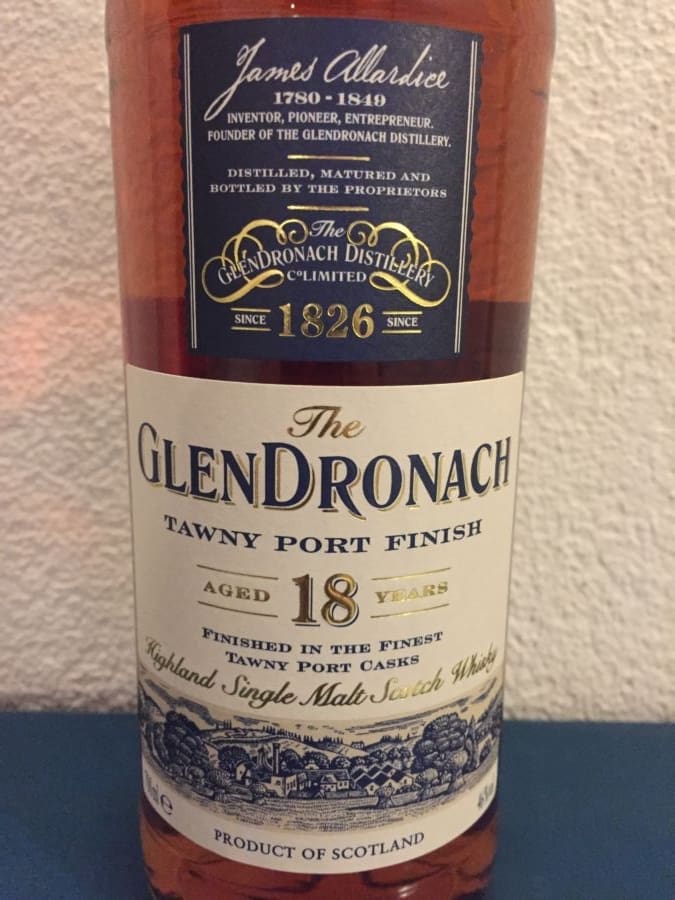 James Allardice
1780 - 1849
INVENTOR, PIONEER, ENTREPRENEUR.
FOUNDER OF THE GLENDRONACH DISTILLERY.
DISTILLED, MATURED AND
BOTTLED BY THE PROPRIETORS
The
GLENDRONACH DISTILLERY
Cº LIMITED
SINCE 1826 SINCE
The
GLENDRONACH
TAWNY PORT FINISH
AGED 18 YEARS
FINISHED IN THE FINEST
TAWNY PORT CASKS
Highland Single Malt Scotch Whisky
PRODUCT OF SCOTLAND